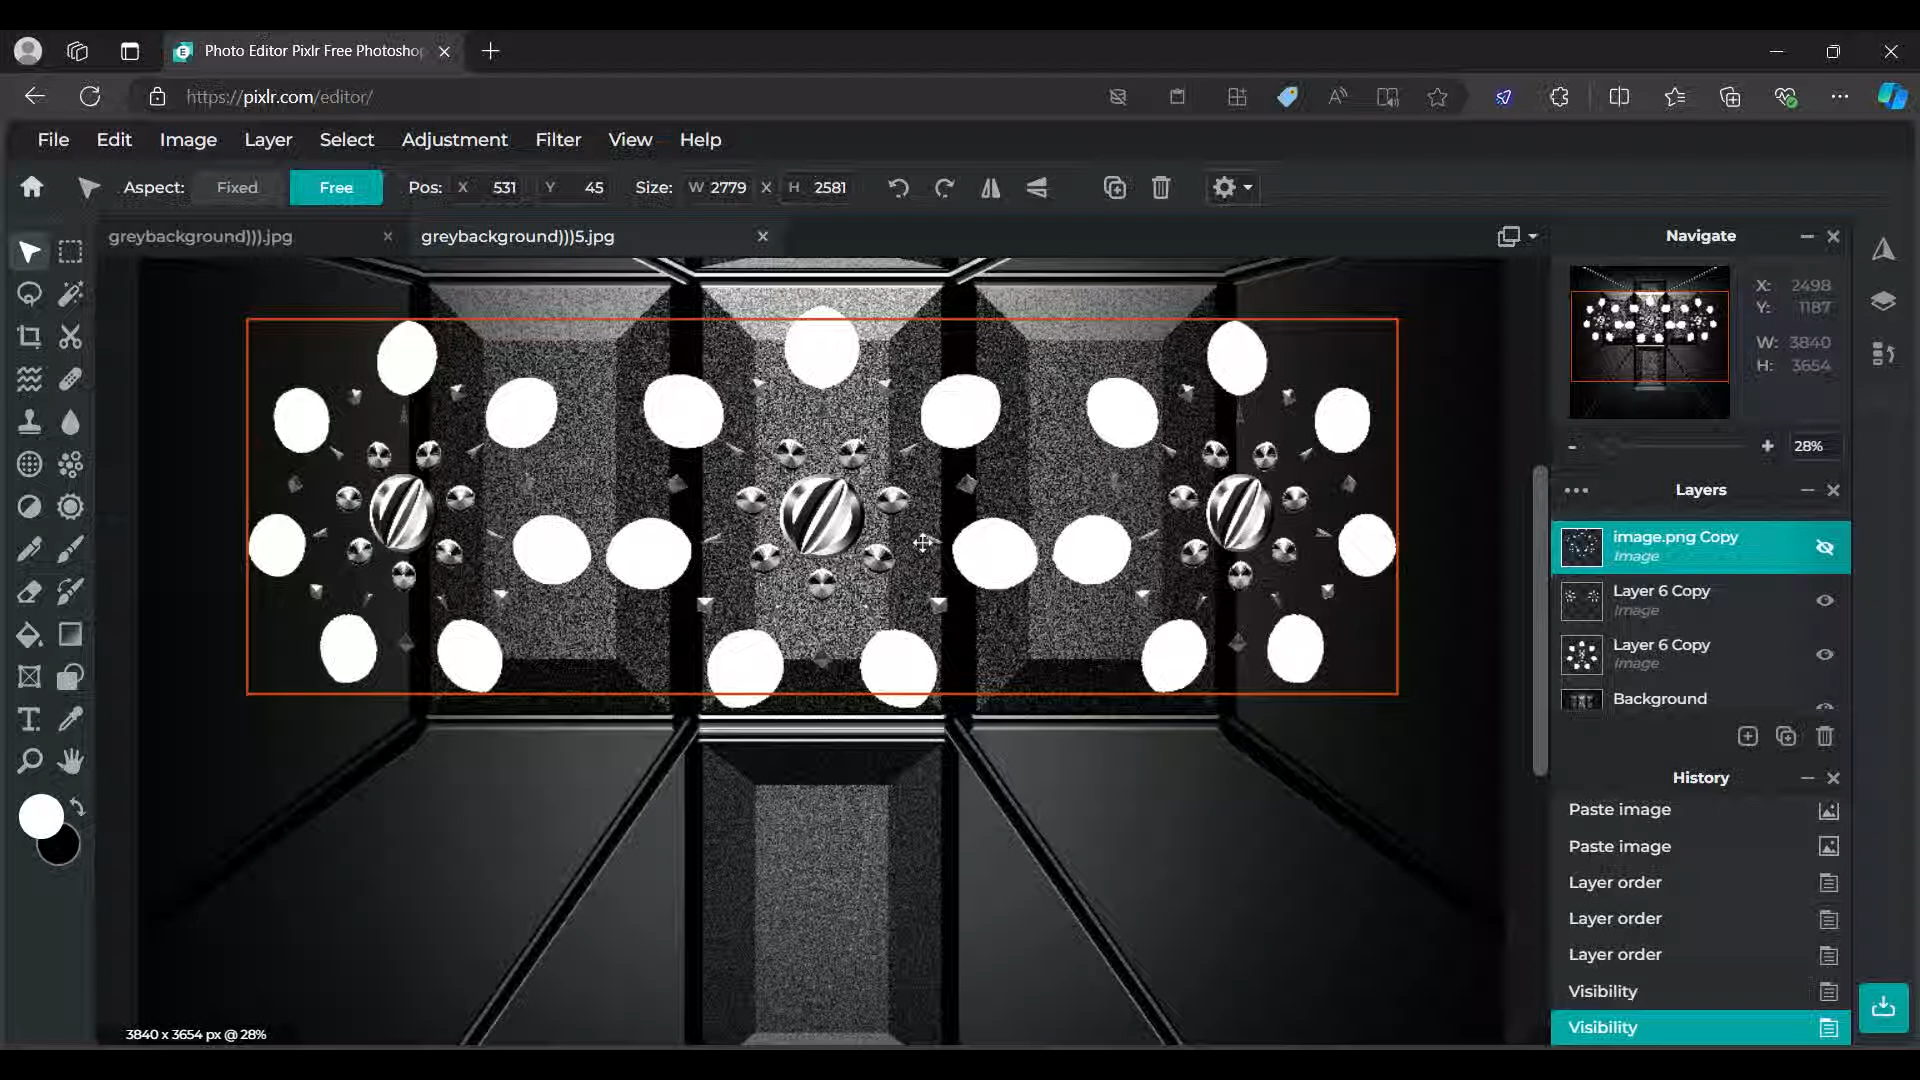 Photo Editor Pixlr Free Photoshop
https://pixlr.com/editor/
File Edit Image Layer Select Adjustment Filter View Help
Aspect: Fixed Free Pos: X 531 Y 45 Size: W 2779 X H 2581
greybackground))).jpg
greybackground)))5.jpg
Navigate
X: 2498
Y: 1187
W: 3840
H: 3654
28%
Layers
image.png Copy
Image
Layer 6 Copy
Image
Layer 6 Copy
Image
Background
History
Paste image
Paste image
Layer order
Layer order
Layer order
Visibility
Visibility
3840 x 3654 px @ 28%